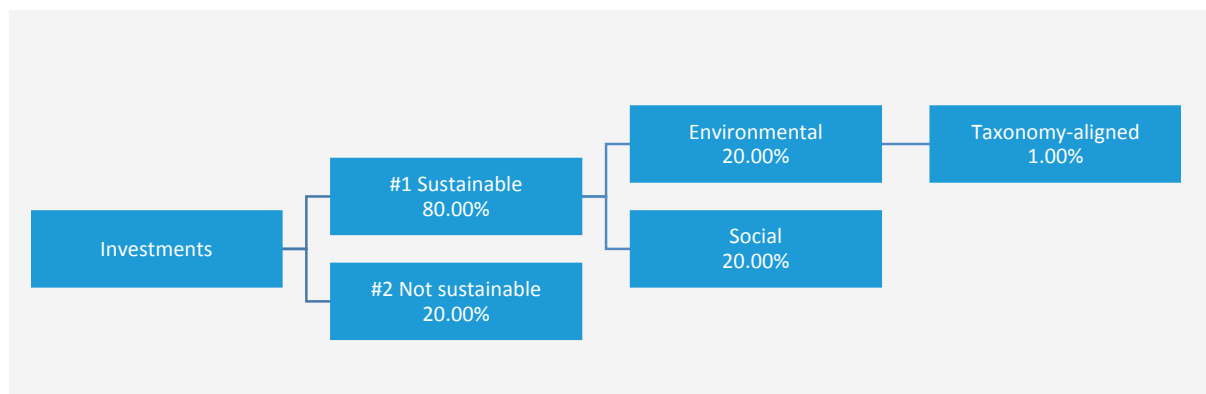 Investments
#1 Sustainable
80.00%
#2 Not sustainable
20.00%
Environmental
20.00%
Social
20.00%
Taxonomy-aligned
1.00%